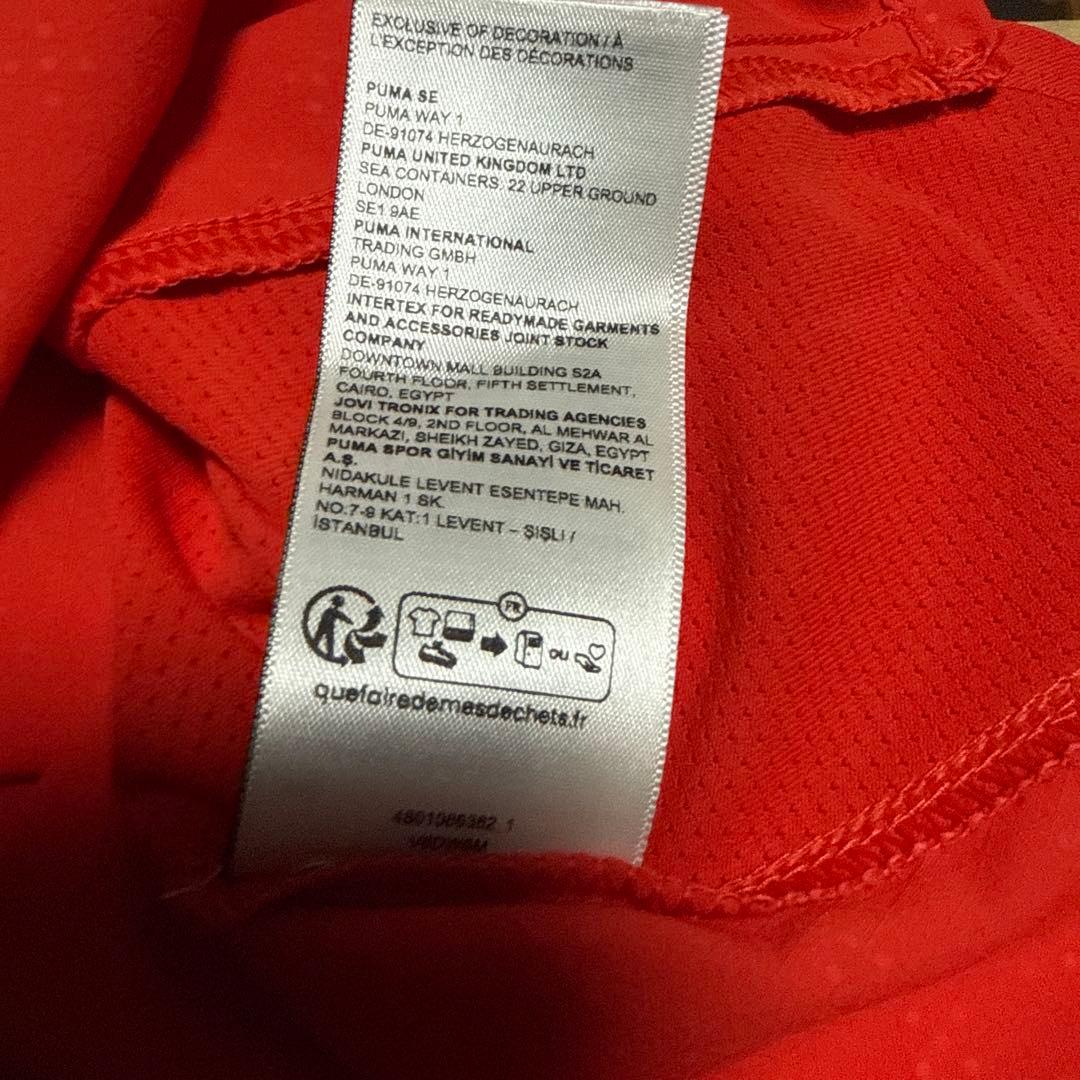 EXCLUSIVE OF DECORATION / À
L'EXCEPTION DES DÉCORATIONS
PUMA SE
PUMA WAY 1
DE-91074 HERZOGENAURACH
PUMA UNITED KINGDOM LTD
SEA CONTAINERS, 22 UPPER GROUND
LONDON
SE1 9AE
PUMA INTERNATIONAL
TRADING GMBH
PUMA WAY 1
DE-91074 HERZOGENAURACH
INTERTEX FOR READYMADE GARMENTS
AND ACCESSORIES JOINT STOCK
COMPANY
DOWNTOWN MALL BUILDING S2A
FOURTH FLOOR, FIFTH SETTLEMENT,
CAIRO, EGYPT
JOVI TRONIX FOR TRADING AGENCIES
BLOCK 4/9, 2ND FLOOR, AL MEHWAR AL
MARKAZI, SHEIKH ZAYED, GIZA, EGYPT
PUMA SPOR GİYİM SANAYİ VE TİCARET
A.Ş.
NIDAKULE LEVENT ESENTEPE MAH.
HARMAN 1 SK.
NO:7-9 KAT:1 LEVENT – ŞIŞLI /
İSTANBUL
FR
OU
quefairedemesdechets.fr